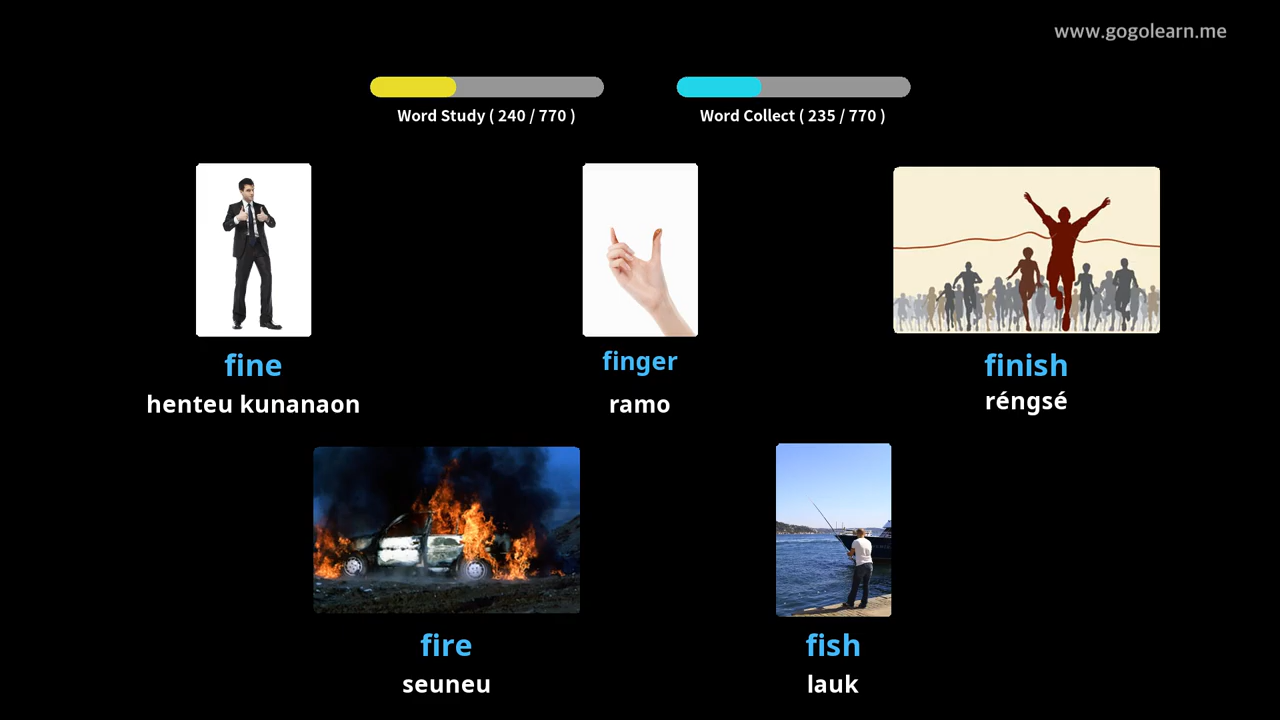 www.gogolearn.me
Word Study ( 240 / 770 )
Word Collect ( 235 / 770 )
fine
henteu kunanaon
finger
ramo
finish
réngsé
fire
seuneu
fish
lauk